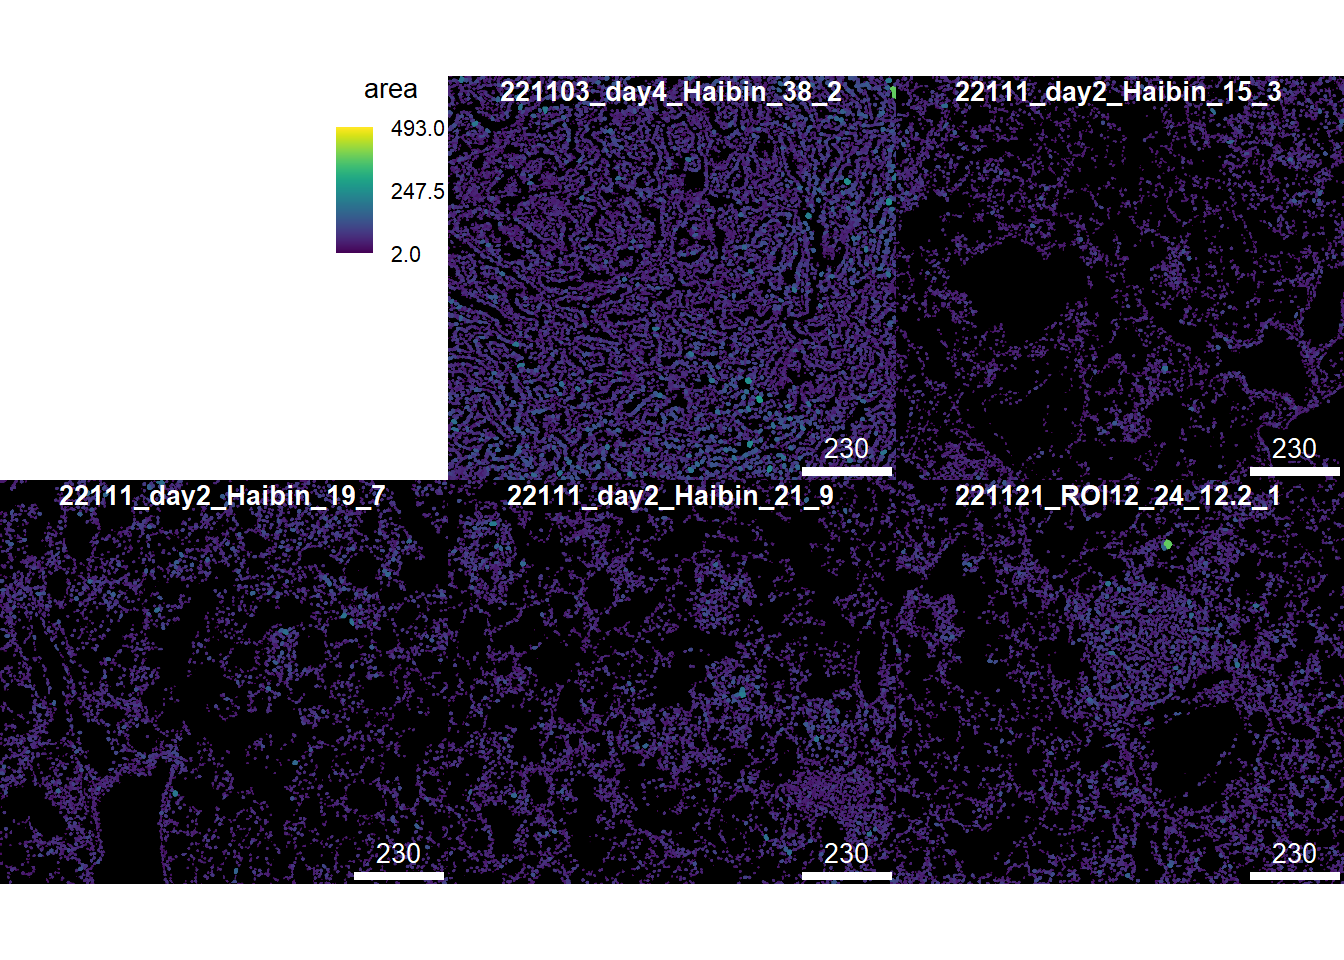 area
493.0
247.5
2.0
221103_day4_Haibin_38_2
230
22111_day2_Haibin_15_3
230
22111_day2_Haibin_19_7
230
22111_day2_Haibin_21_9
230
221121_ROI12_24_12.2_1
230